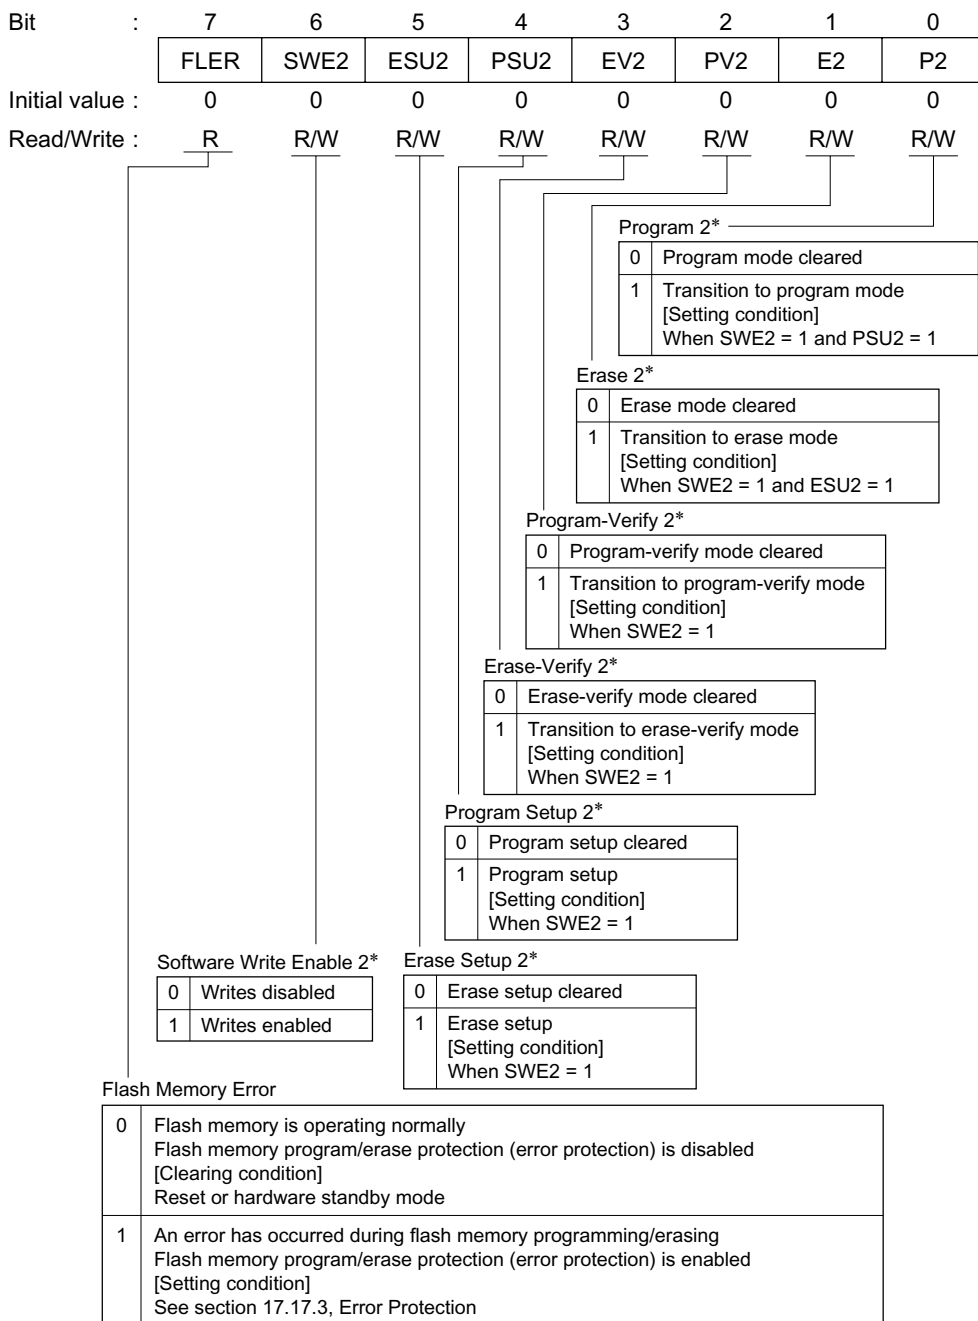 Bit : 7 6 5 4 3 2 1 0
FLER SWE2 ESU2 PSU2 EV2 PV2 E2 P2
Initial value : 0 0 0 0 0 0 0 0
Read/Write : R R/W R/W R/W R/W R/W R/W R/W
Program 2*
0 Program mode cleared
1 Transition to program mode
[Setting condition]
When SWE2 = 1 and PSU2 = 1
Erase 2*
0 Erase mode cleared
1 Transition to erase mode
[Setting condition]
When SWE2 = 1 and ESU2 = 1
Program-Verify 2*
0 Program-verify mode cleared
1 Transition to program-verify mode
[Setting condition]
When SWE2 = 1
Erase-Verify 2*
0 Erase-verify mode cleared
1 Transition to erase-verify mode
[Setting condition]
When SWE2 = 1
Program Setup 2*
0 Program setup cleared
1 Program setup
[Setting condition]
When SWE2 = 1
Software Write Enable 2*
0 Writes disabled
1 Writes enabled
Erase Setup 2*
0 Erase setup cleared
1 Erase setup
[Setting condition]
When SWE2 = 1
Flash Memory Error
0 Flash memory is operating normally
Flash memory program/erase protection (error protection) is disabled
[Clearing condition]
Reset or hardware standby mode
1 An error has occurred during flash memory programming/erasing
Flash memory program/erase protection (error protection) is enabled
[Setting condition]
See section 17.17.3, Error Protection